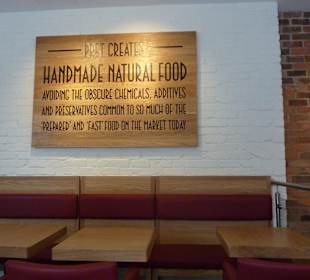 PRET CREATES
HANDMADE NATURAL FOOD
AVOIDING THE OBSCURE CHEMICALS, ADDITIVES
AND PRESERVATIVES COMMON TO SO MUCH OF THE
'PREPARED' AND 'FAST' FOOD ON THE MARKET TODAY